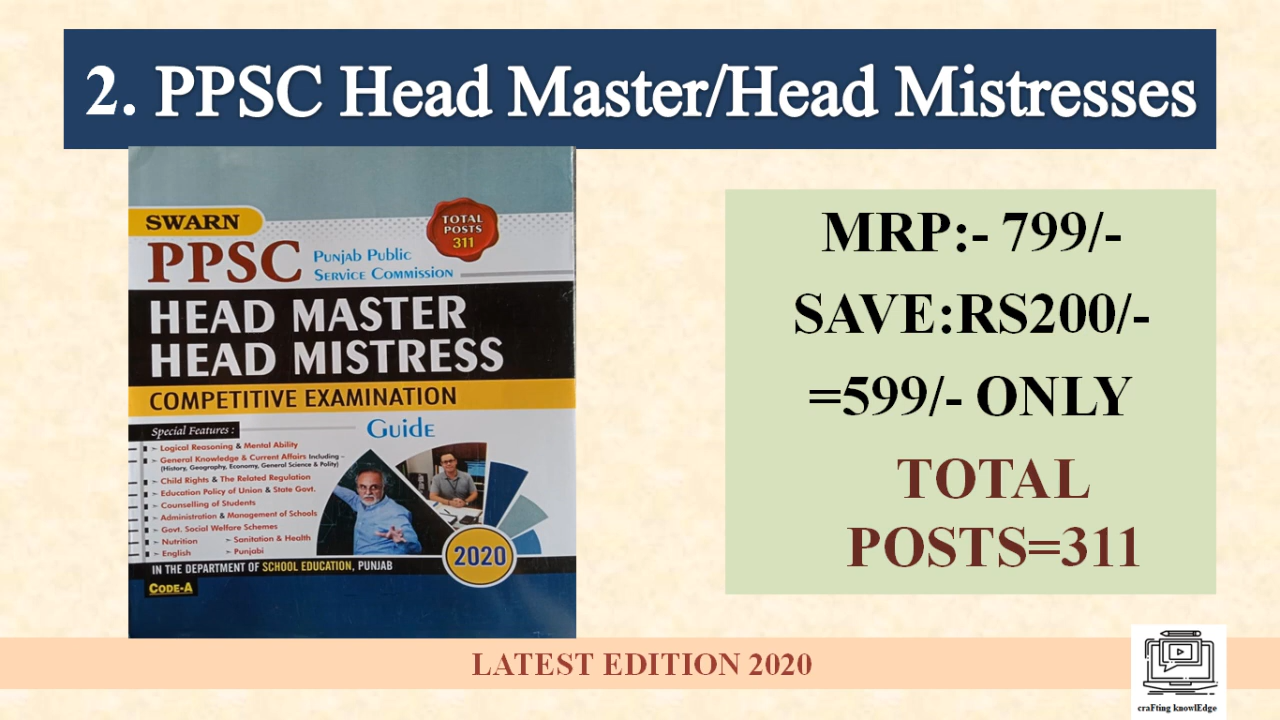 2. PPSC Head Master/Head Mistresses
SWARN
PPSC
Punjab Public
Service Commission
TOTAL
POSTS
311
HEAD MASTER
HEAD MISTRESS
COMPETITIVE EXAMINATION
Guide
Special Features :
➢ Logical Reasoning & Mental Ability
➢ General Knowledge & Current Affairs Including –
(History, Geography, Economy, General Science & Polity)
➢ Child Rights & The Related Regulation
➢ Education Policy of Union & State Govt.
➢ Counselling of Students
➢ Administration & Management of Schools
➢ Govt. Social Welfare Schemes
➢ Nutrition ➢ Sanitation & Health
➢ English ➢ Punjabi
2020
IN THE DEPARTMENT OF SCHOOL EDUCATION, PUNJAB
CODE-A
MRP:- 799/-
SAVE:RS200/-
=599/- ONLY
TOTAL
POSTS=311
LATEST EDITION 2020
craFting knowlEdge